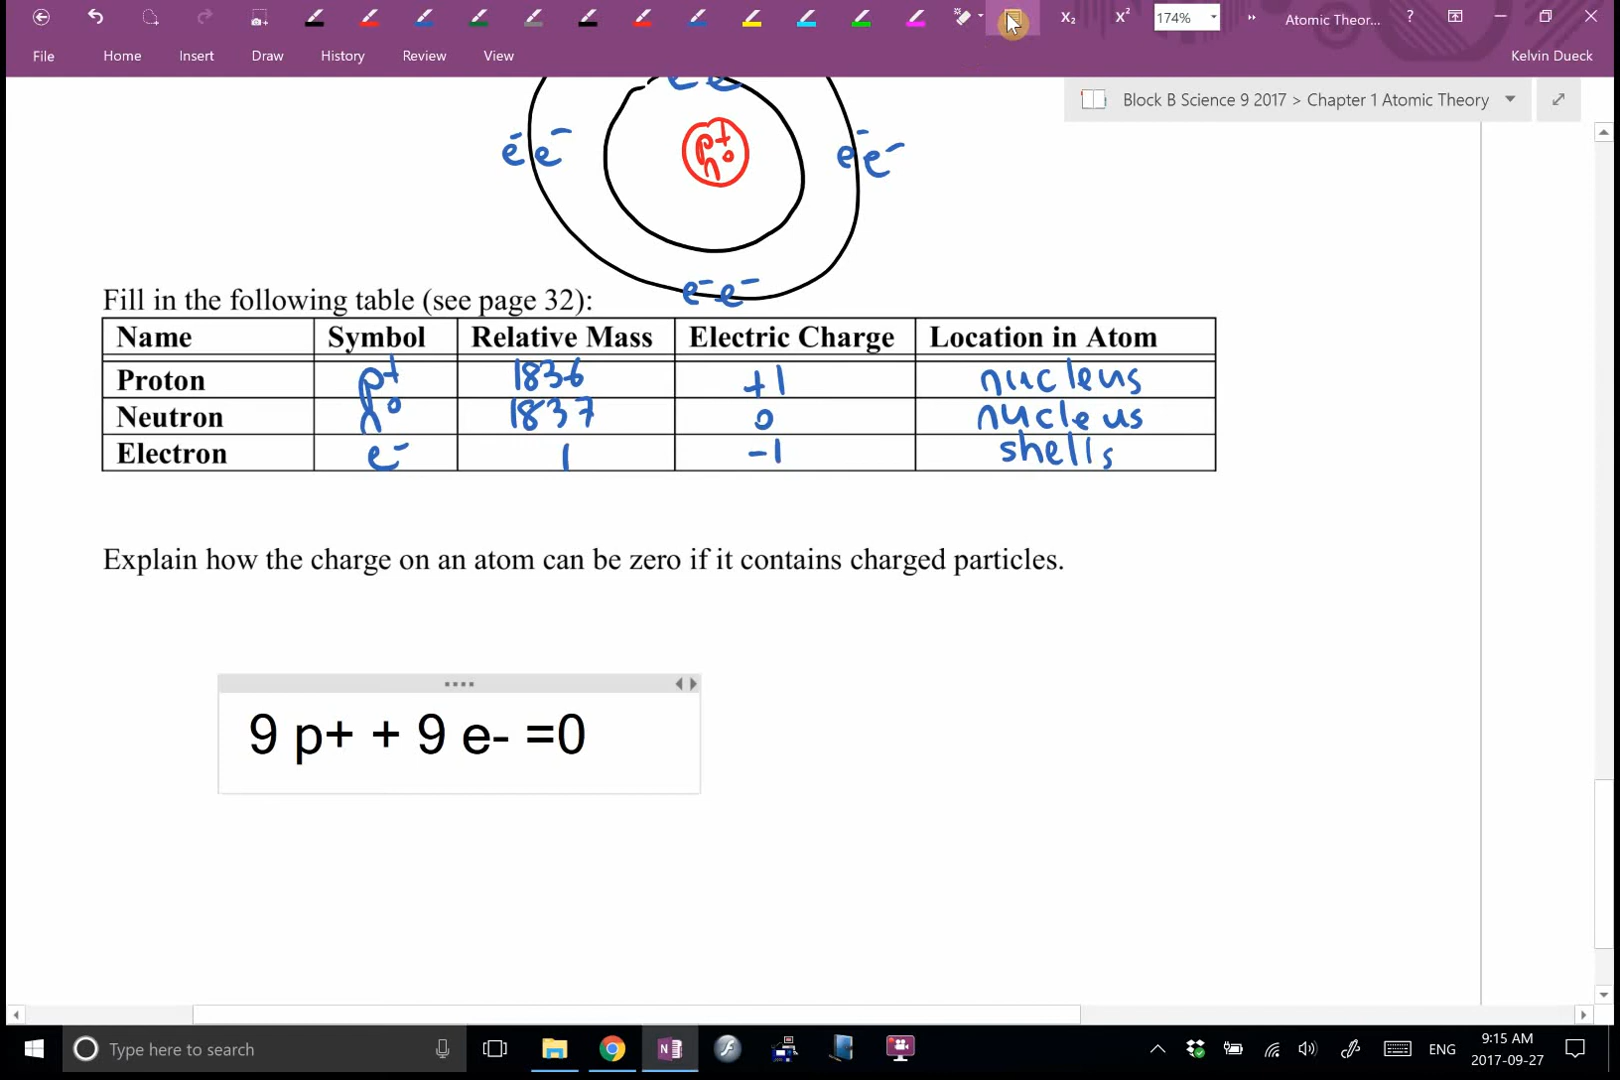 X₂ X² 174% » Atomic Theor... ?
File Home Insert Draw History Review View Kelvin Dueck
Block B Science 9 2017 > Chapter 1 Atomic Theory
e e
p+
n°
e⁻ e⁻
e⁻ e⁻
e⁻ e⁻
Fill in the following table (see page 32):
Name Symbol Relative Mass Electric Charge Location in Atom
Proton p+ 1836 +1 nucleus
Neutron n° 1837 0 nucleus
Electron e⁻ 1 -1 shells
Explain how the charge on an atom can be zero if it contains charged particles.
9 p+ + 9 e- =0
Type here to search
ENG
9:15 AM
2017-09-27